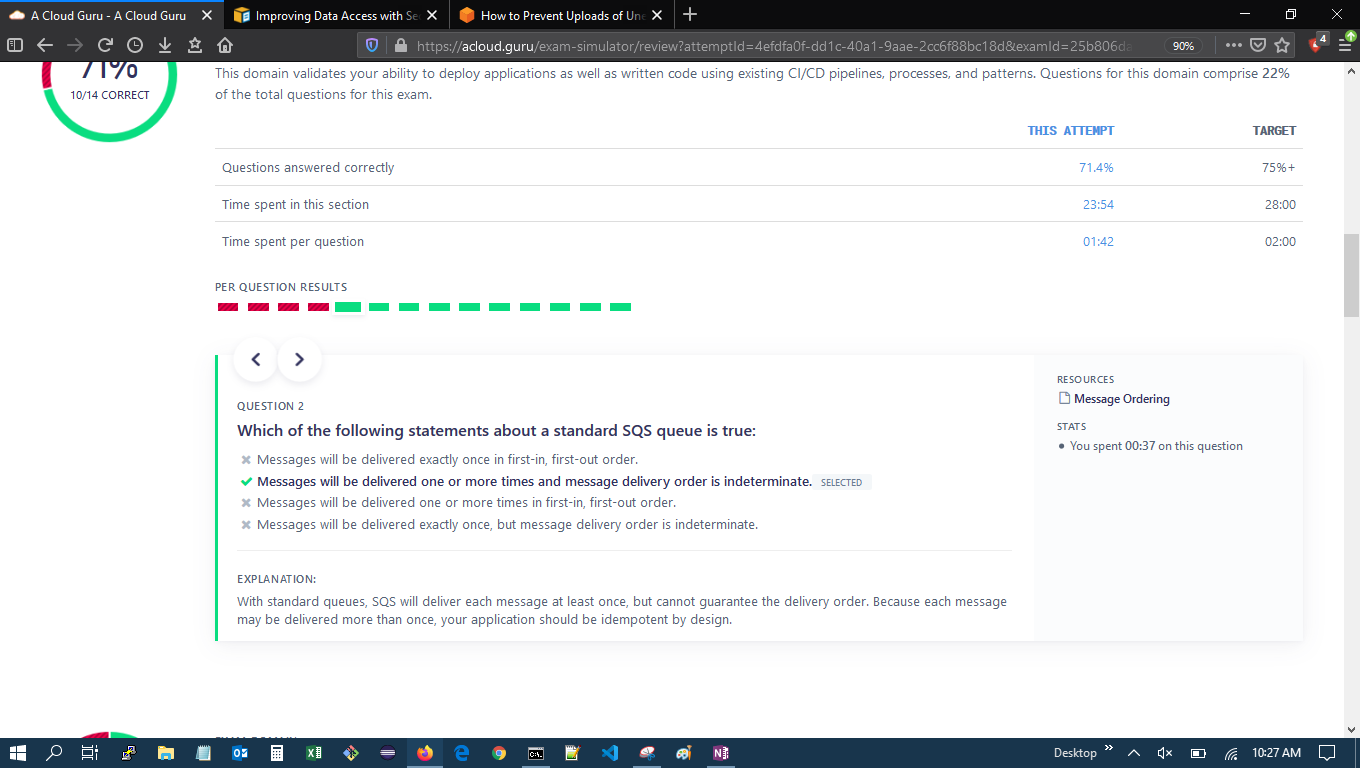 A Cloud Guru - A Cloud Guru
Improving Data Access with Se
How to Prevent Uploads of Une
https://acloud.guru/exam-simulator/review?attemptId=4efdfa0f-dd1c-40a1-9aae-2cc6f88bc18d&examId=25b806da
90%
4
71%
10/14 CORRECT
This domain validates your ability to deploy applications as well as written code using existing CI/CD pipelines, processes, and patterns. Questions for this domain comprise 22%
of the total questions for this exam.
THIS ATTEMPT TARGET
Questions answered correctly 71.4% 75%+
Time spent in this section 23:54 28:00
Time spent per question 01:42 02:00
PER QUESTION RESULTS
QUESTION 2
Which of the following statements about a standard SQS queue is true:
Messages will be delivered exactly once in first-in, first-out order.
Messages will be delivered one or more times and message delivery order is indeterminate. SELECTED
Messages will be delivered one or more times in first-in, first-out order.
Messages will be delivered exactly once, but message delivery order is indeterminate.
EXPLANATION:
With standard queues, SQS will deliver each message at least once, but cannot guarantee the delivery order. Because each message
may be delivered more than once, your application should be idempotent by design.
RESOURCES
Message Ordering
STATS
You spent 00:37 on this question
Desktop
10:27 AM